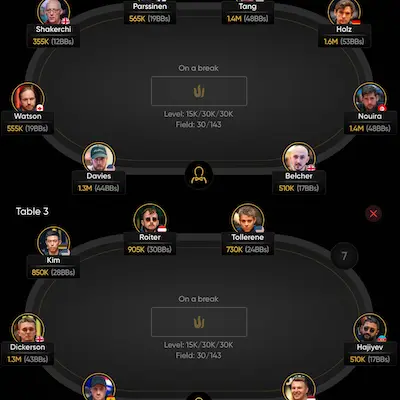 Parssinen
565K (19BBs)
Tang
1.4M (48BBs)
Shakerchi
355K (12BBs)
Holz
1.6M (53BBs)
On a break
Watson
555K (19BBs)
Level: 15K/30K/30K
Field: 30/143
Nouira
1.4M (48BBs)
Davies
1.3M (44BBs)
Belcher
510K (17BBs)
Table 3
Roiter
905K (30BBs)
Tollerene
730K (24BBs)
Kim
850K (28BBs)
7
On a break
Dickerson
1.3M (43BBs)
Level: 15K/30K/30K
Field: 30/143
Hajiyev
510K (17BBs)